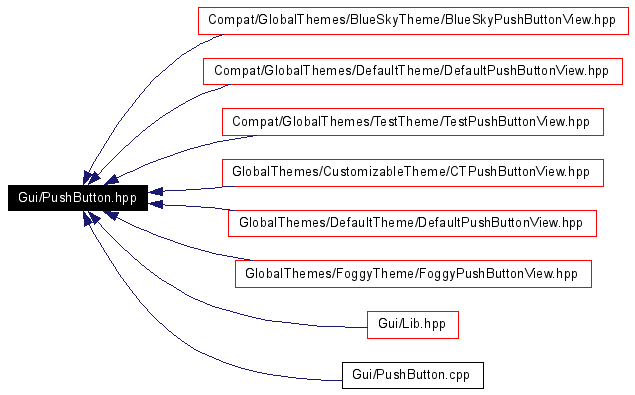 Compat/GlobalThemes/BlueSkyTheme/BlueSkyPushButtonView.hpp
Compat/GlobalThemes/DefaultTheme/DefaultPushButtonView.hpp
Compat/GlobalThemes/TestTheme/TestPushButtonView.hpp
GlobalThemes/CustomizableTheme/CTPushButtonView.hpp
Gui/PushButton.hpp
GlobalThemes/DefaultTheme/DefaultPushButtonView.hpp
GlobalThemes/FoggyTheme/FoggyPushButtonView.hpp
Gui/Lib.hpp
Gui/PushButton.cpp